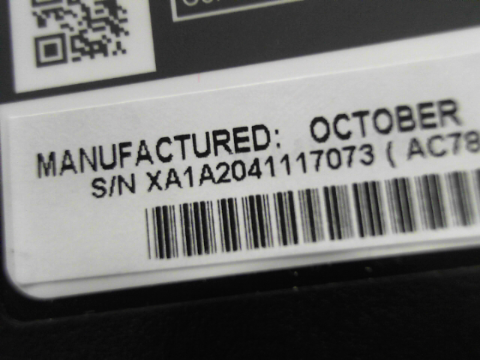 MANUFACTURED: OCTOBER
S/N XA1A2041117073 ( AC78